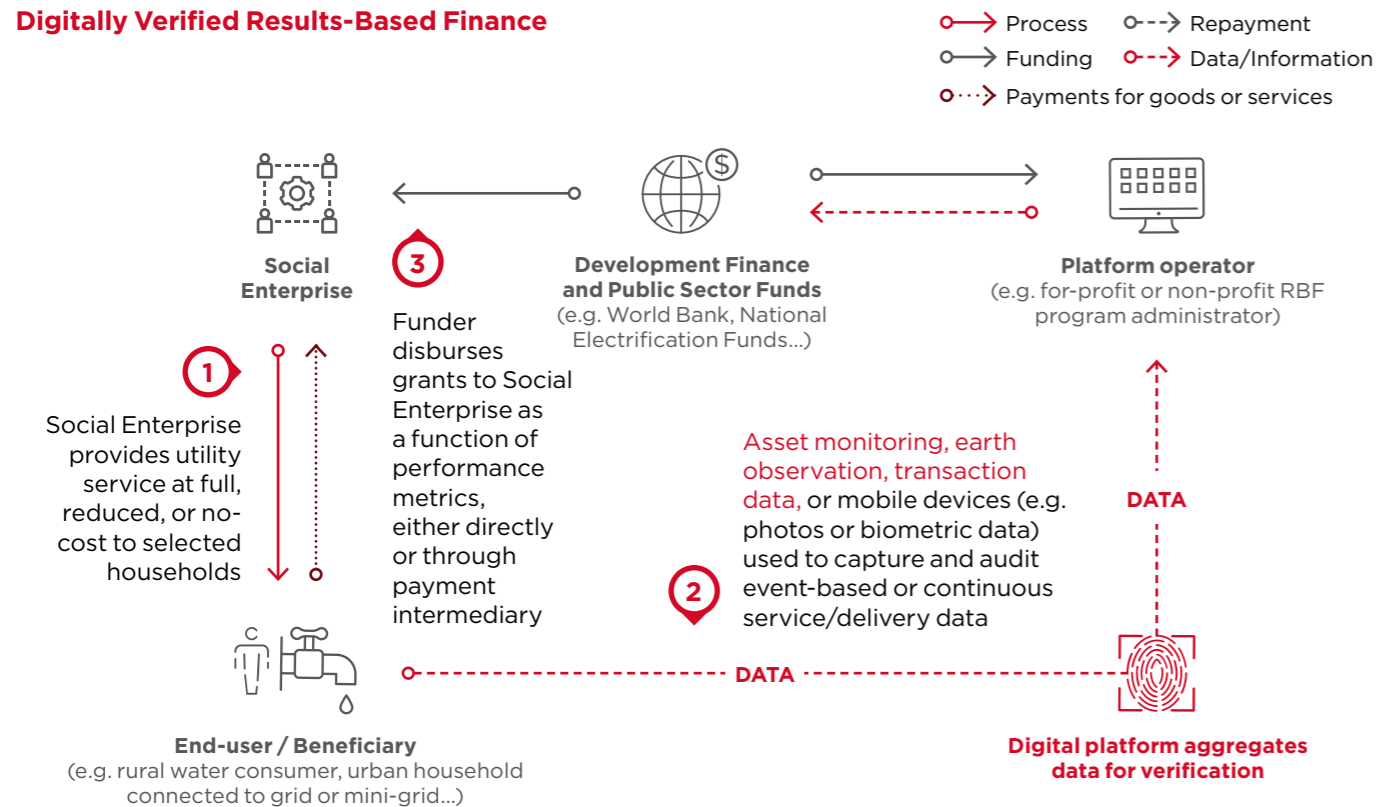 Digitally Verified Results-Based Finance
Process
Repayment
Funding
Data/Information
Payments for goods or services
$
Social
Enterprise
Development Finance
and Public Sector Funds
(e.g. World Bank, National
Electrification Funds...)
Platform operator
(e.g. for-profit or non-profit RBF
program administrator)
1
Social Enterprise
provides utility
service at full,
reduced, or no-
cost to selected
households
3
Funder
disburses
grants to Social
Enterprise as
a function of
performance
metrics,
either directly
or through
payment
intermediary
2
Asset monitoring, earth
observation, transaction
data, or mobile devices (e.g.
photos or biometric data)
used to capture and audit
event-based or continuous
service/delivery data
DATA
DATA
End-user / Beneficiary
(e.g. rural water consumer, urban household
connected to grid or mini-grid...)
Digital platform aggregates
data for verification